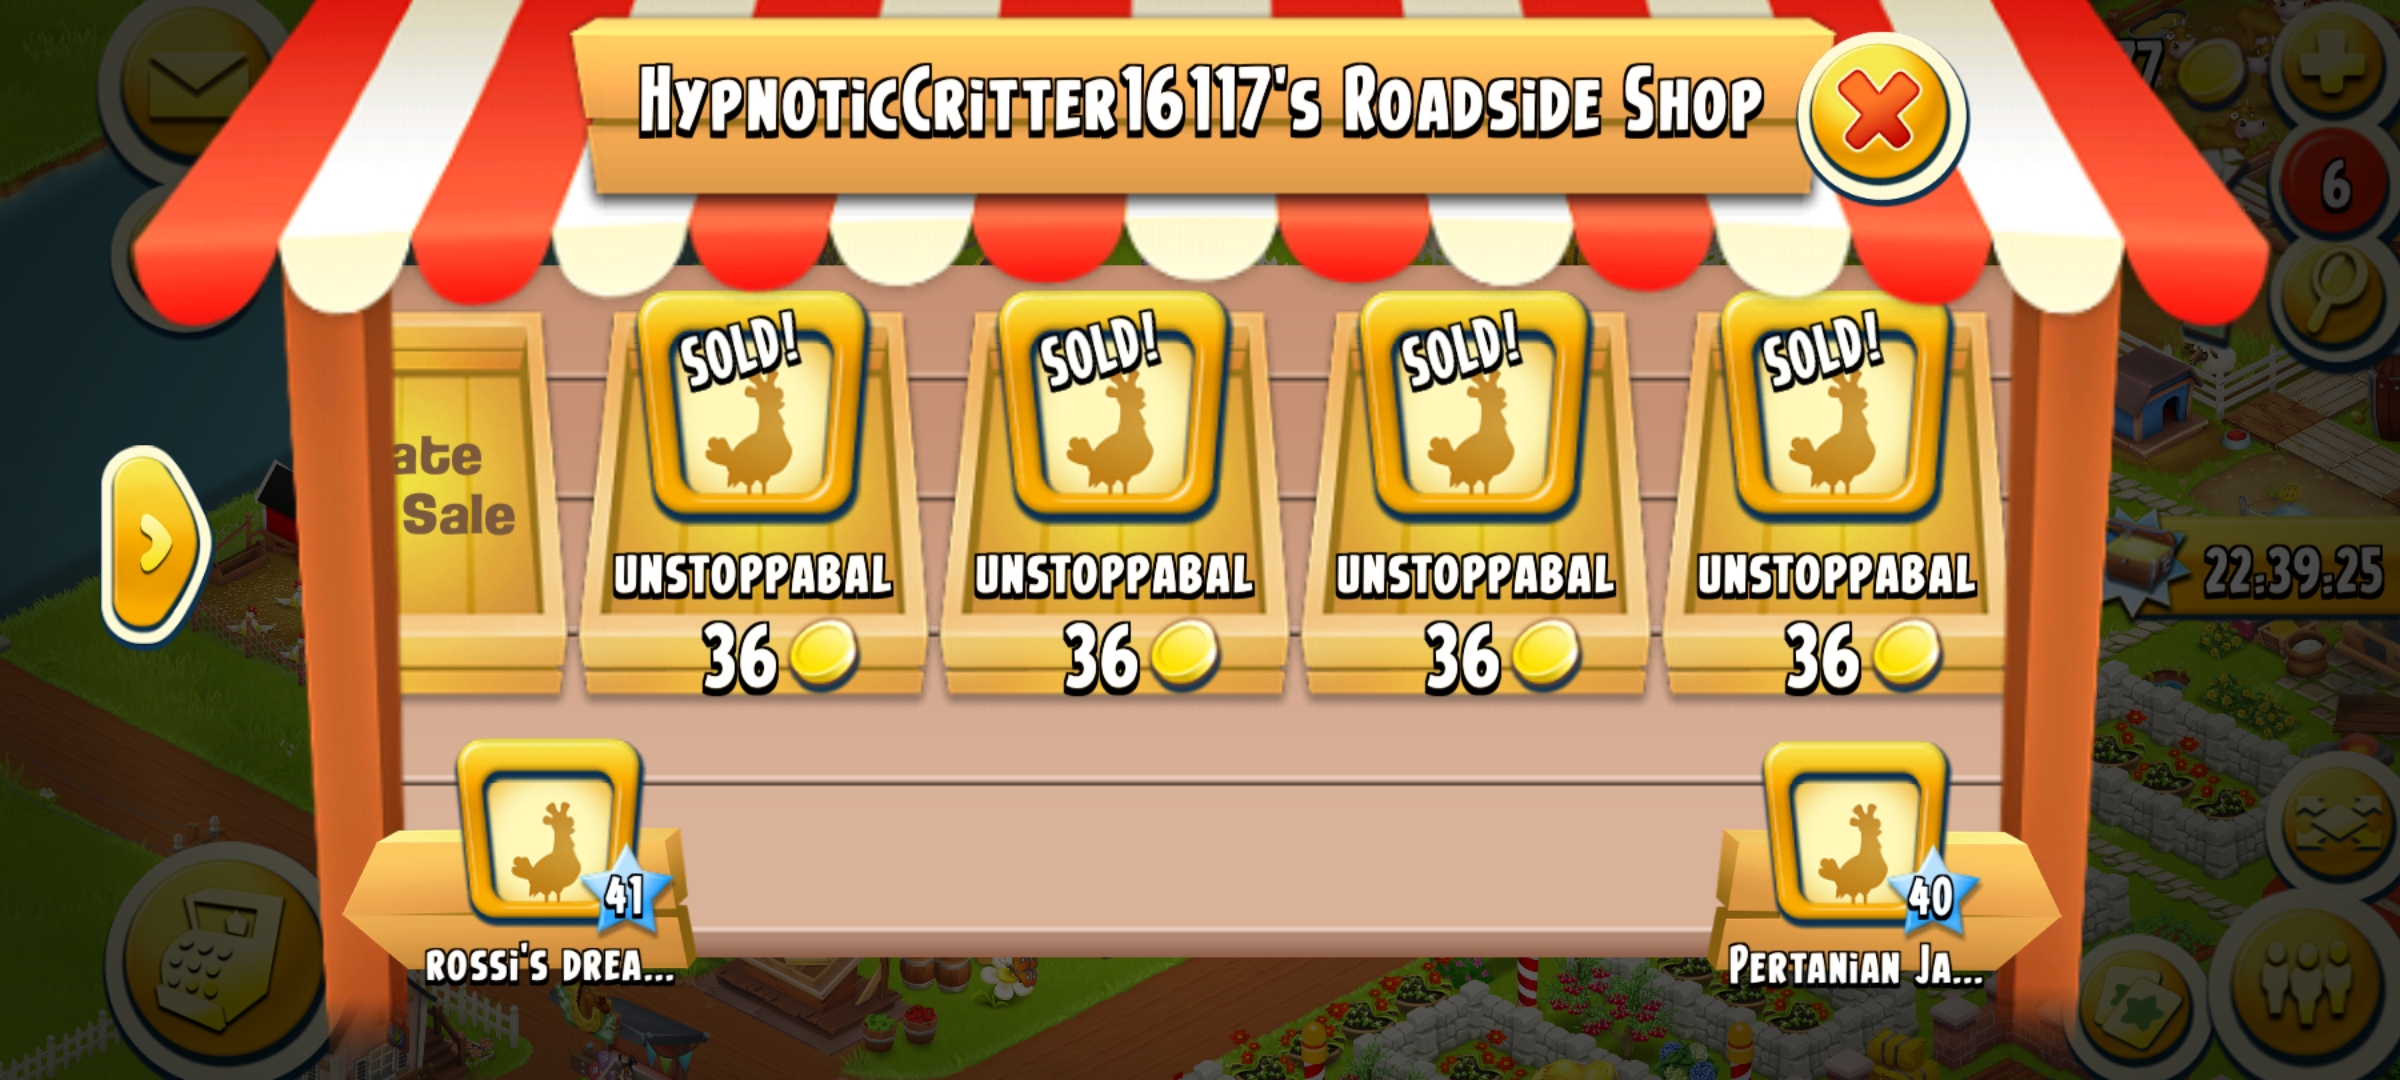 HypnoticCritter16117's Roadside Shop
6
SOLD! SOLD! SOLD! SOLD!
ate
Sale
UNSTOPPABAL UNSTOPPABAL UNSTOPPABAL UNSTOPPABAL
22:39:25
36 36 36 36
41 40
ROSSI'S DREA... PERTANIAN JA...